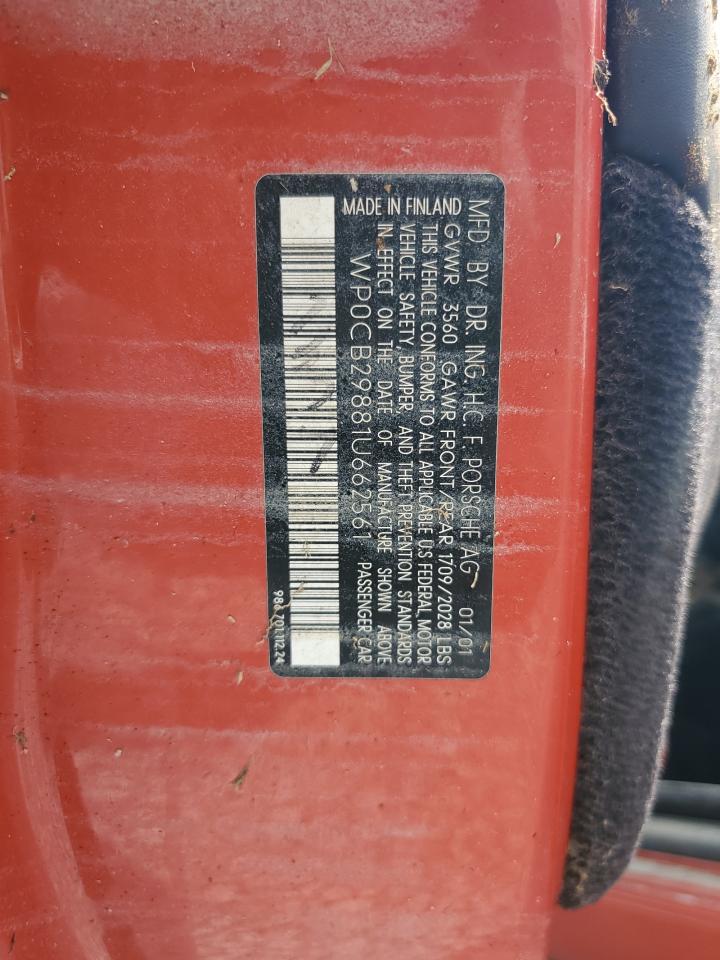 MFD BY DR. ING. H.C. F. PORSCHE AG 01/01
GVWR 3560 GAWR FRONT/REAR 1709/2028 LBS
THIS VEHICLE CONFORMS TO ALL APPLICABLE US FEDERAL MOTOR
VEHICLE SAFETY, BUMPER, AND THEFT PREVENTION STANDARDS
IN EFFECT ON THE DATE OF MANUFACTURE SHOWN ABOVE
MADE IN FINLAND
WP0CB29881U662561
PASSENGER CAR